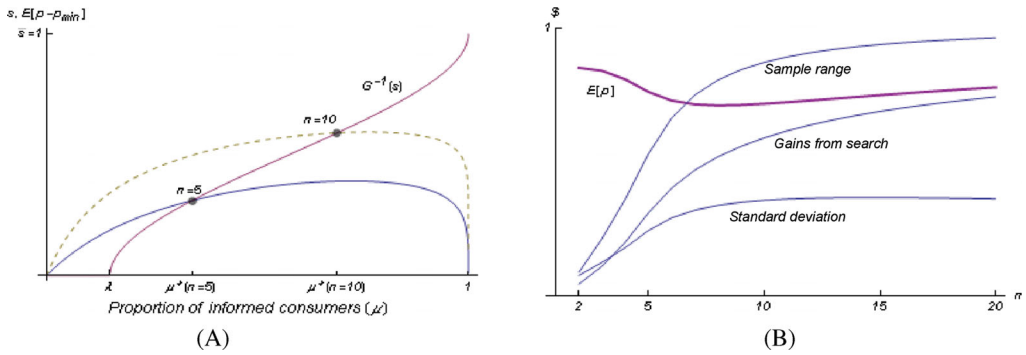 s, E[p-pmin]
s̄=1
G⁻¹(s)
n=10
n=5
λ
μ*(n=5)
μ*(n=10)
1
Proportion of informed consumers (μ)
(A)
$
1
Sample range
E[p]
Gains from search
Standard deviation
2
5
10
15
20
n
(B)